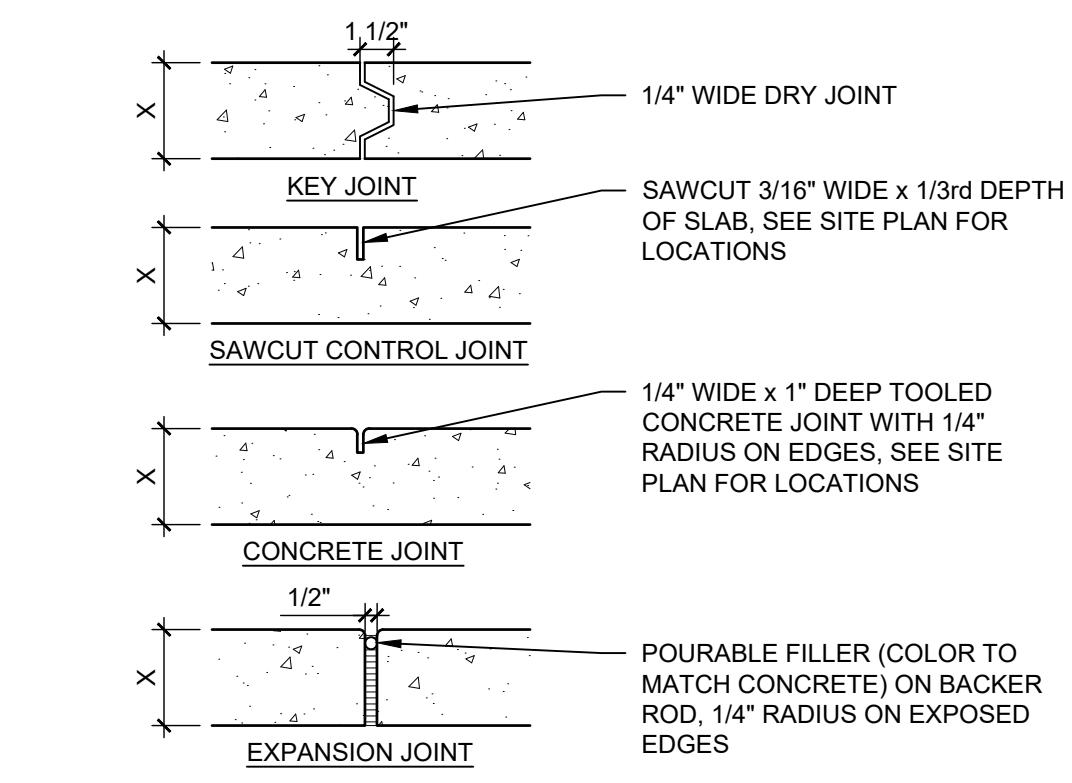 1 1/2"
X
1/4" WIDE DRY JOINT
KEY JOINT
SAWCUT 3/16" WIDE x 1/3rd DEPTH
OF SLAB, SEE SITE PLAN FOR
LOCATIONS
X
SAWCUT CONTROL JOINT
1/4" WIDE x 1" DEEP TOOLED
CONCRETE JOINT WITH 1/4"
RADIUS ON EDGES, SEE SITE
PLAN FOR LOCATIONS
X
CONCRETE JOINT
1/2"
X
POURABLE FILLER (COLOR TO
MATCH CONCRETE) ON BACKER
ROD, 1/4" RADIUS ON EXPOSED
EDGES
EXPANSION JOINT